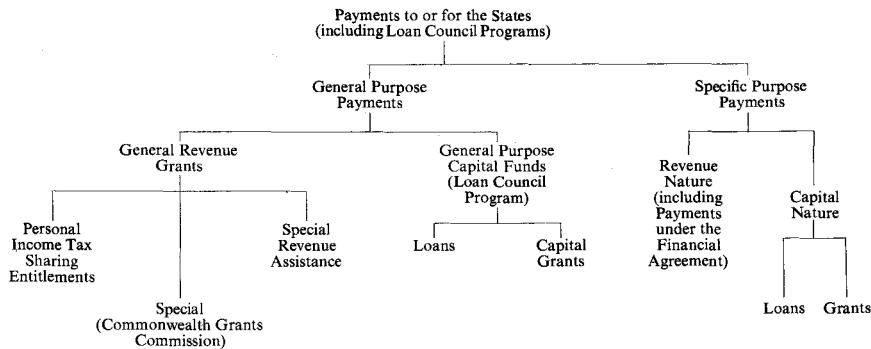 Payments to or for the States
(including Loan Council Programs)
General Purpose
Payments
Specific Purpose
Payments
General Revenue
Grants
General Purpose
Capital Funds
(Loan Council
Program)
Revenue
Nature
(including
Payments
under the
Financial
Agreement)
Capital
Nature
Personal
Income Tax
Sharing
Entitlements
Special
Revenue
Assistance
Loans
Capital
Grants
Special
(Commonwealth Grants
Commission)
Loans
Grants